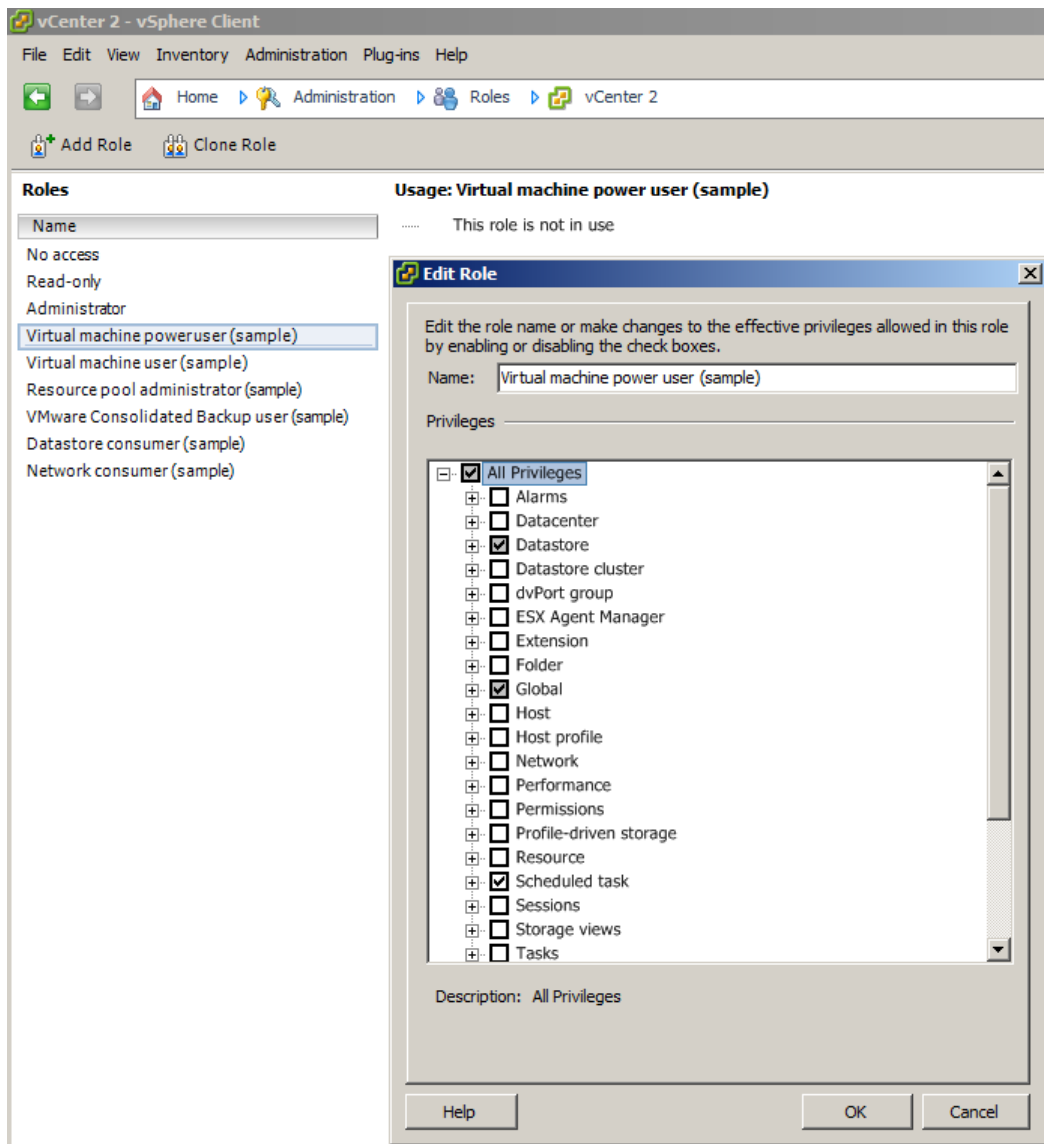 vCenter 2 - vSphere Client
File Edit View Inventory Administration Plug-ins Help
Home Administration Roles vCenter 2
Add Role Clone Role
Roles
Name
No access
Read-only
Administrator
Virtual machine poweruser (sample)
Virtual machine user (sample)
Resource pool administrator (sample)
VMware Consolidated Backup user (sample)
Datastore consumer (sample)
Network consumer (sample)
Usage: Virtual machine power user (sample)
This role is not in use
Edit Role
Edit the role name or make changes to the effective privileges allowed in this role
by enabling or disabling the check boxes.
Name: Virtual machine power user (sample)
Privileges
All Privileges
Alarms
Datacenter
Datastore
Datastore cluster
dvPort group
ESX Agent Manager
Extension
Folder
Global
Host
Host profile
Network
Performance
Permissions
Profile-driven storage
Resource
Scheduled task
Sessions
Storage views
Tasks
Description: All Privileges
Help OK Cancel